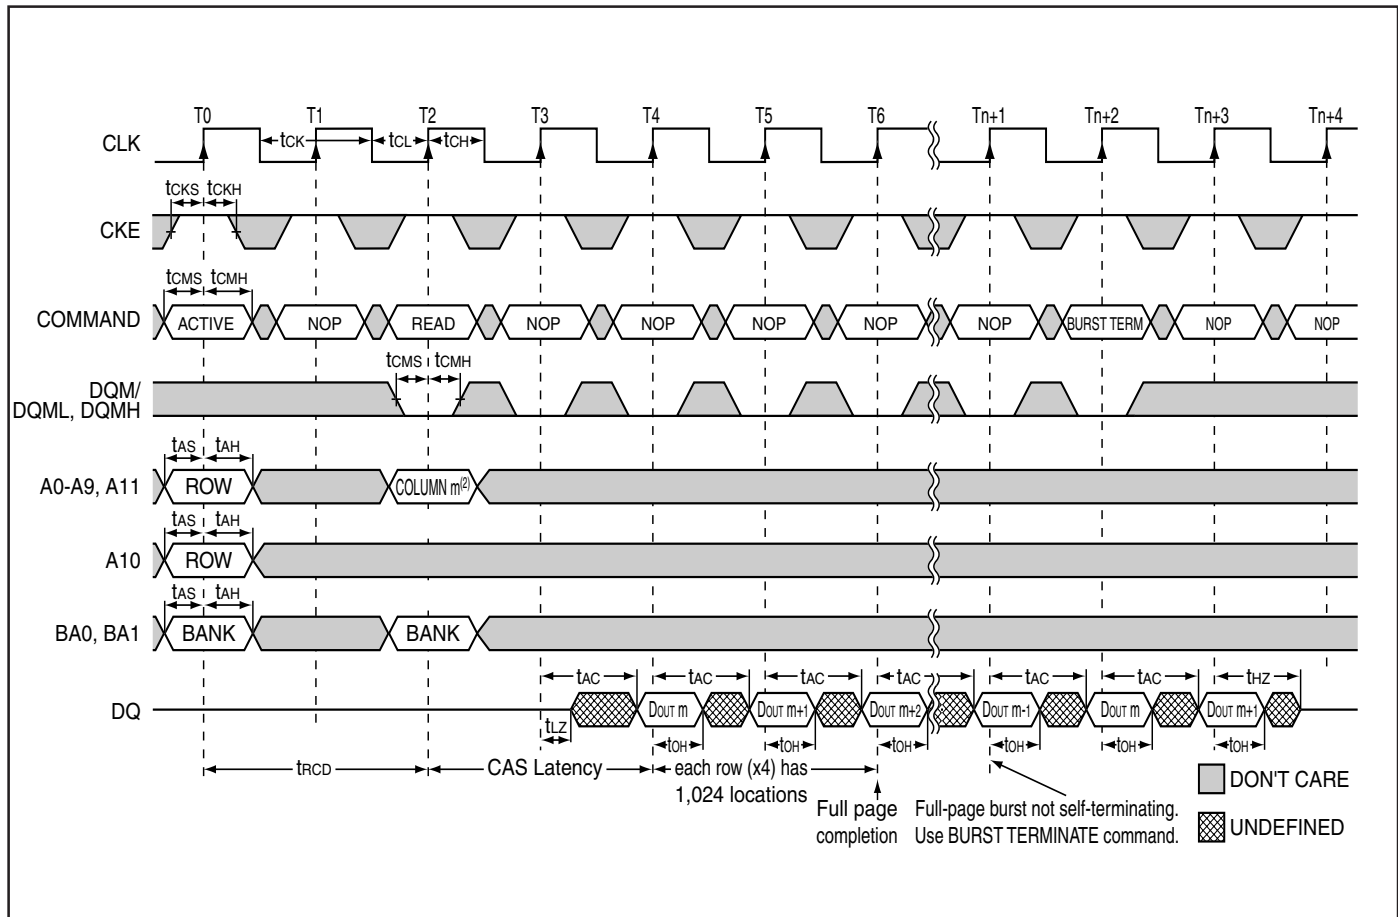 T0 T1 T2 T3 T4 T5 T6 Tn+1 Tn+2 Tn+3 Tn+4
CLK
tCK tCL tCH
tCKS tCKH
CKE
tCMS tCMH
COMMAND ACTIVE NOP READ NOP NOP NOP NOP NOP BURST TERM NOP NOP
tCMS tCMH
DQM/
DQML, DQMH
tAS tAH
A0-A9, A11 ROW COLUMN m(2)
tAS tAH
A10 ROW
tAS tAH
BA0, BA1 BANK BANK
tAC tAC tAC tAC tAC tAC tHZ
DQ DOUT m DOUT m+1 DOUT m+2 DOUT m-1 DOUT m DOUT m+1
tLZ tOH tOH tOH tOH tOH tOH
tRCD CAS Latency each row (x4) has
1,024 locations
Full page
completion
Full-page burst not self-terminating.
Use BURST TERMINATE command.
DON'T CARE
UNDEFINED